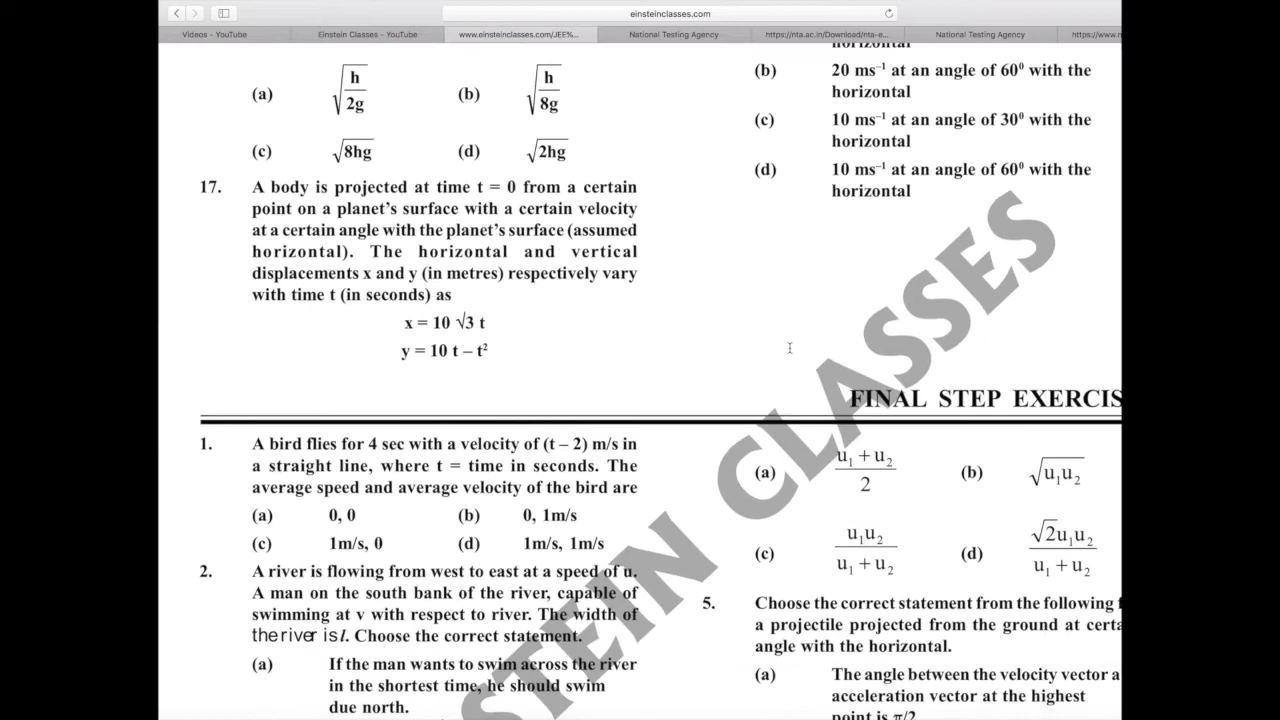 einsteinclasses.com
Videos - YouTube
Einstein Classes - YouTube
www.einsteinclasses.com/JEE%...
National Testing Agency
https://nta.ac.in/Download/nta-e...
National Testing Agency
https://www.n
(a) √h/2g (b) √h/8g
(c) √8hg (d) √2hg
17. A body is projected at time t = 0 from a certain
point on a planet's surface with a certain velocity
at a certain angle with the planet's surface (assumed
horizontal). The horizontal and vertical
displacements x and y (in metres) respectively vary
with time t (in seconds) as
x = 10 √3 t
y = 10 t – t²
horizontal
(b) 20 ms⁻¹ at an angle of 60⁰ with the
horizontal
(c) 10 ms⁻¹ at an angle of 30⁰ with the
horizontal
(d) 10 ms⁻¹ at an angle of 60⁰ with the
horizontal
FINAL STEP EXERCIS
1. A bird flies for 4 sec with a velocity of (t – 2) m/s in
a straight line, where t = time in seconds. The
average speed and average velocity of the bird are
(a) 0, 0 (b) 0, 1m/s
(c) 1m/s, 0 (d) 1m/s, 1m/s
2. A river is flowing from west to east at a speed of u.
A man on the south bank of the river, capable of
swimming at v with respect to river. The width of
the river is l. Choose the correct statement.
(a) If the man wants to swim across the river
in the shortest time, he should swim
due north.
(a) u₁ + u₂ / 2 (b) √u₁u₂
(c) u₁u₂ / u₁ + u₂ (d) √2u₁u₂ / u₁ + u₂
5. Choose the correct statement from the following f
a projectile projected from the ground at certa
angle with the horizontal.
(a) The angle between the velocity vector a
acceleration vector at the highest
point is π/2
STEIN CLASSES